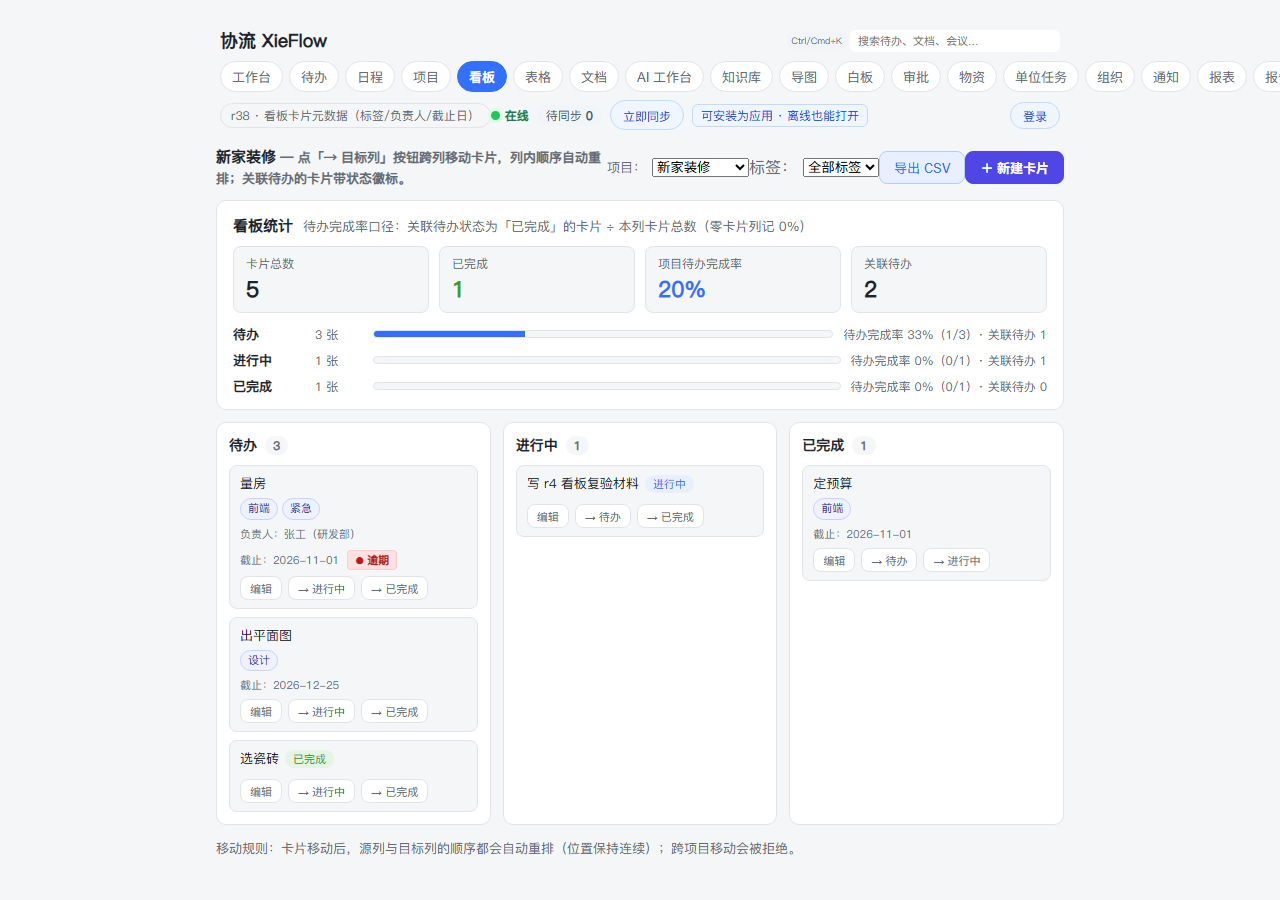 协流 XieFlow
Ctrl/Cmd+K 搜索待办、文档、会议...
工作台 待办 日程 项目 看板 表格 文档 AI 工作台 知识库 导图 白板 审批 物资 单位任务 组织 通知 报表
r38 · 看板卡片元数据（标签/负责人/截止日） 在线 待同步 0 立即同步 可安装为应用 · 离线也能打开 登录
新家装修 — 点「→ 目标列」按钮跨列移动卡片，列内顺序自动重
排；关联待办的卡片带状态徽标。
项目： 新家装修 标签： 全部标签 导出 CSV ＋ 新建卡片
看板统计 待办完成率口径：关联待办状态为「已完成」的卡片 ÷ 本列卡片总数（零卡片列记 0%）
卡片总数 已完成 项目待办完成率 关联待办
5 1 20% 2
待办 3 张 待办完成率 33%（1/3）· 关联待办 1
进行中 1 张 待办完成率 0%（0/1）· 关联待办 1
已完成 1 张 待办完成率 0%（0/1）· 关联待办 0
待办 3
量房
前端 紧急
负责人：张工（研发部）
截止：2026-11-01 ● 逾期
编辑 → 进行中 → 已完成
出平面图
设计
截止：2026-12-25
编辑 → 进行中 → 已完成
选瓷砖 已完成
编辑 → 进行中 → 已完成
进行中 1
写 r4 看板复验材料 进行中
编辑 → 待办 → 已完成
已完成 1
定预算
前端
截止：2026-11-01
编辑 → 待办 → 进行中
移动规则：卡片移动后，源列与目标列的顺序都会自动重排（位置保持连续）；跨项目移动会被拒绝。